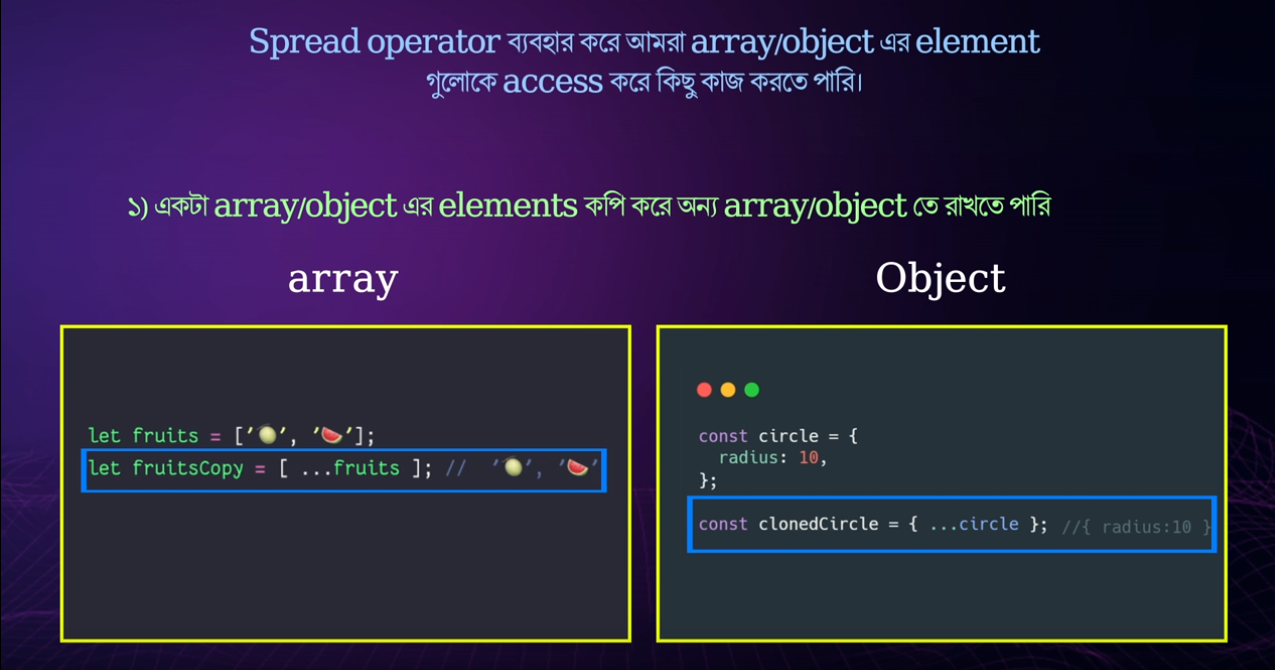 Spread operator ব্যবহার করে আমরা array/object এর element
গুলোকে access করে কিছু কাজ করতে পারি।
১) একটা array/object এর elements কপি করে অন্য array/object তে রাখতে পারি
array
let fruits = ['🍈', '🍉'];
let fruitsCopy = [ ...fruits ]; // '🍈', '🍉'
Object
const circle = {
radius: 10,
};
const clonedCircle = { ...circle }; //{ radius:10 }